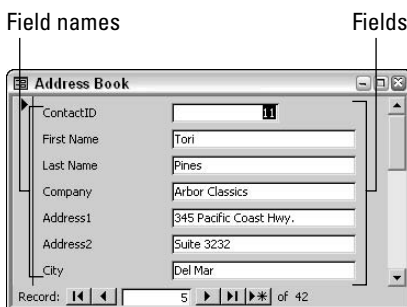 Field names Fields
Address Book
ContactID 11
First Name Tori
Last Name Pines
Company Arbor Classics
Address1 345 Pacific Coast Hwy.
Address2 Suite 3232
City Del Mar
Record: 5 of 42